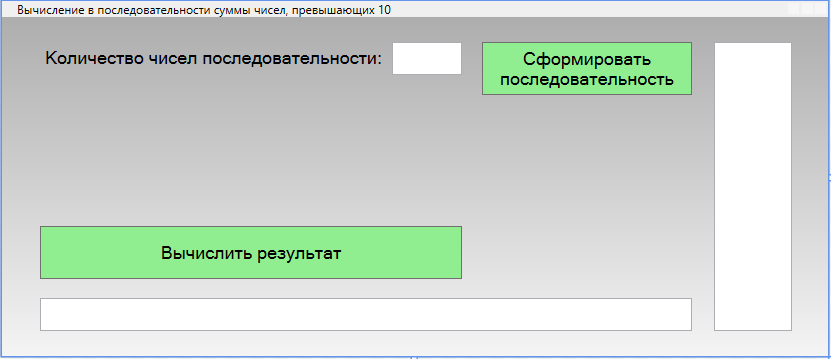 Вычисление в последовательности суммы чисел, превышающих 10
Количество чисел последовательности:
Сформировать
последовательность
Вычислить результат